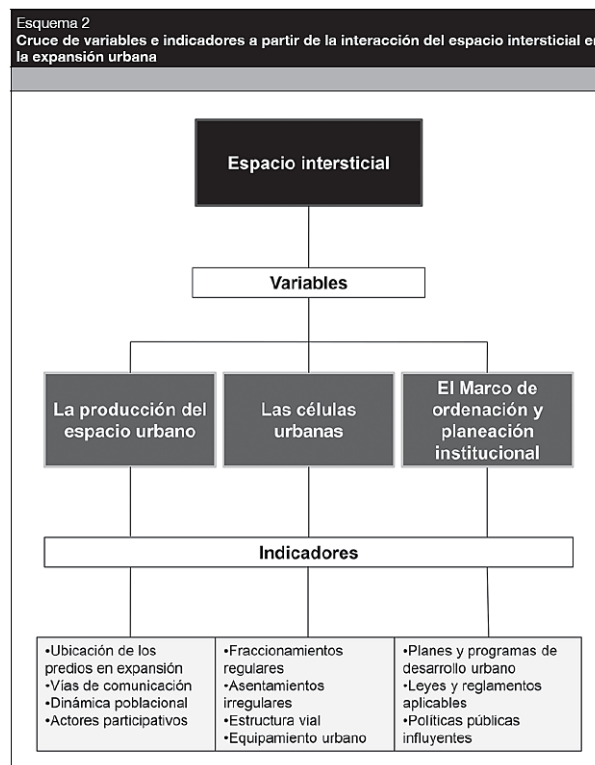 Esquema 2
Cruce de variables e indicadores a partir de la interacción del espacio intersticial en
la expansión urbana
Espacio intersticial
Variables
La producción del
espacio urbano
Las células
urbanas
El Marco de
ordenación y
planeación
institucional
Indicadores
•Ubicación de los
predios en expansión
•Vías de comunicación
•Dinámica poblacional
•Actores participativos
•Fraccionamientos
regulares
•Asentamientos
irregulares
•Estructura vial
•Equipamiento urbano
•Planes y programas de
desarrollo urbano
•Leyes y reglamentos
aplicables
•Políticas públicas
influyentes